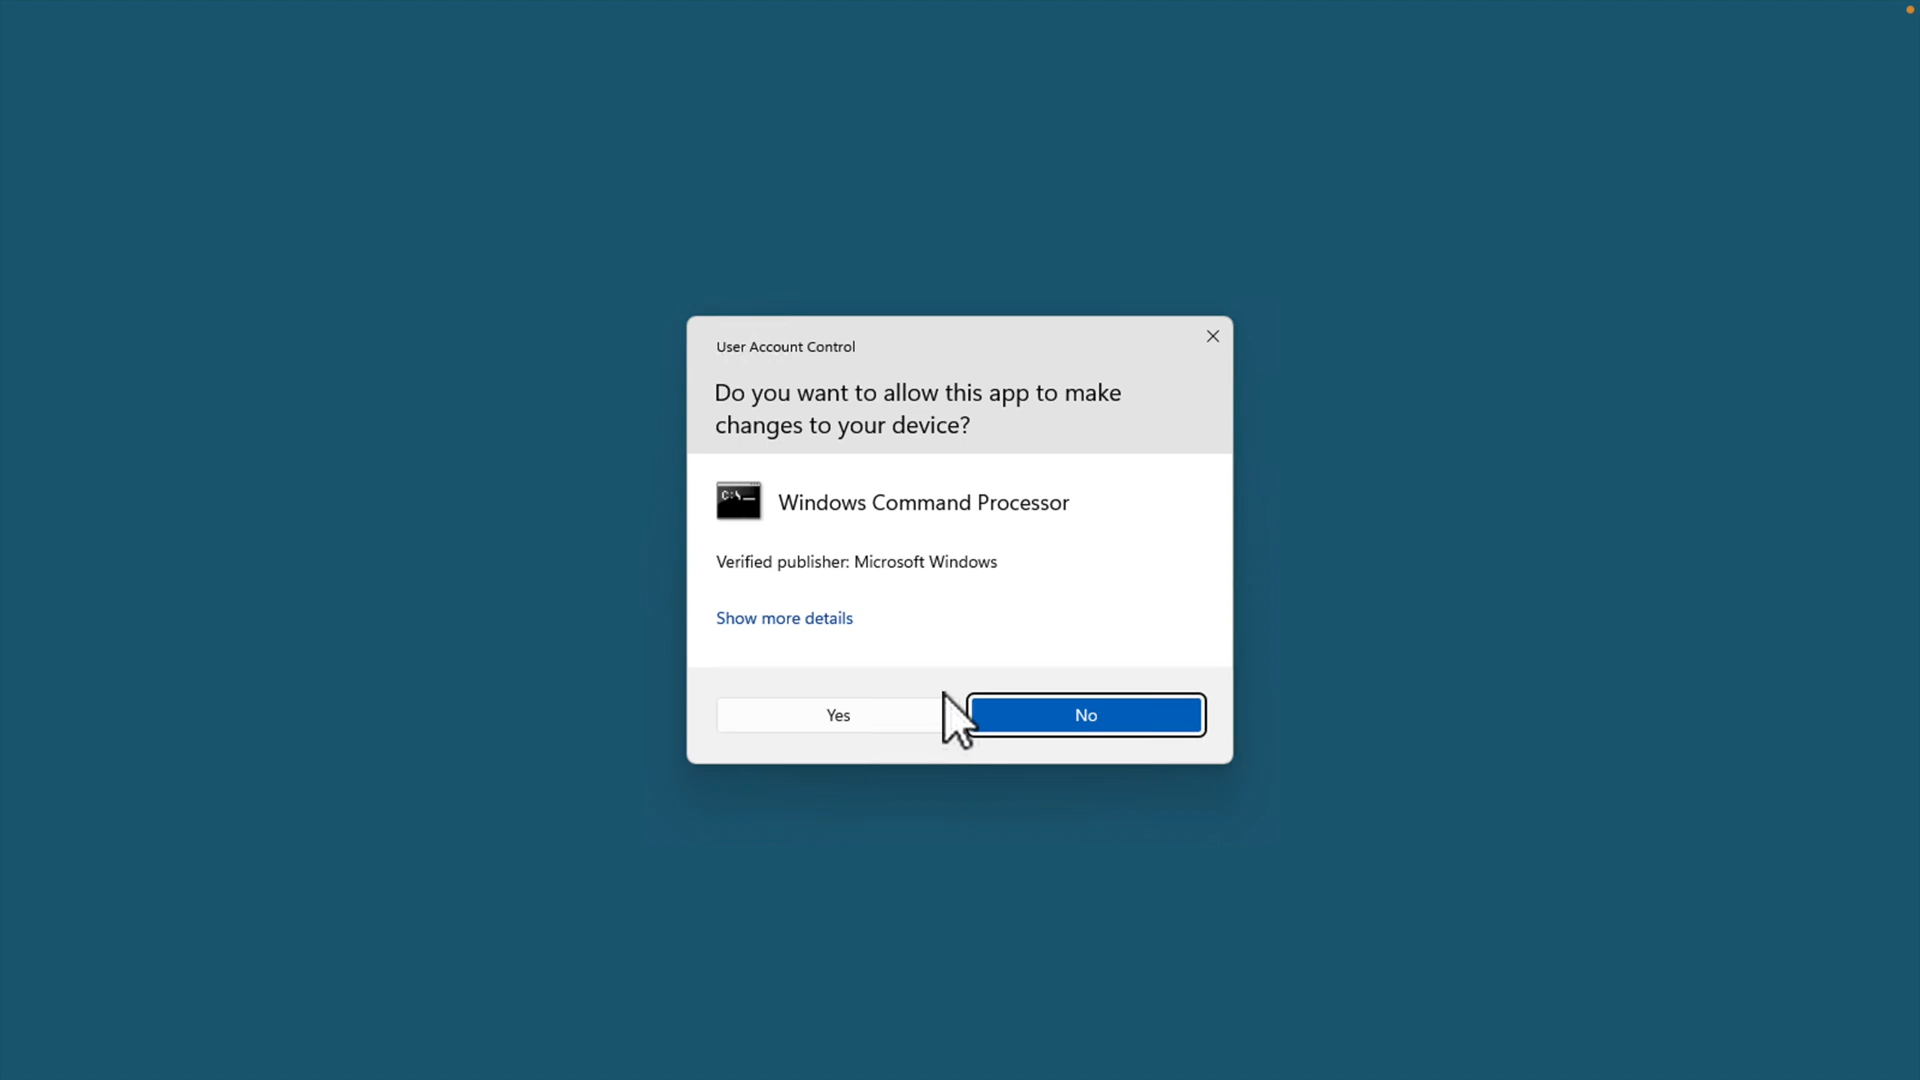 User Account Control
Do you want to allow this app to make
changes to your device?
C:\_
Windows Command Processor
Verified publisher: Microsoft Windows
Show more details
Yes
No